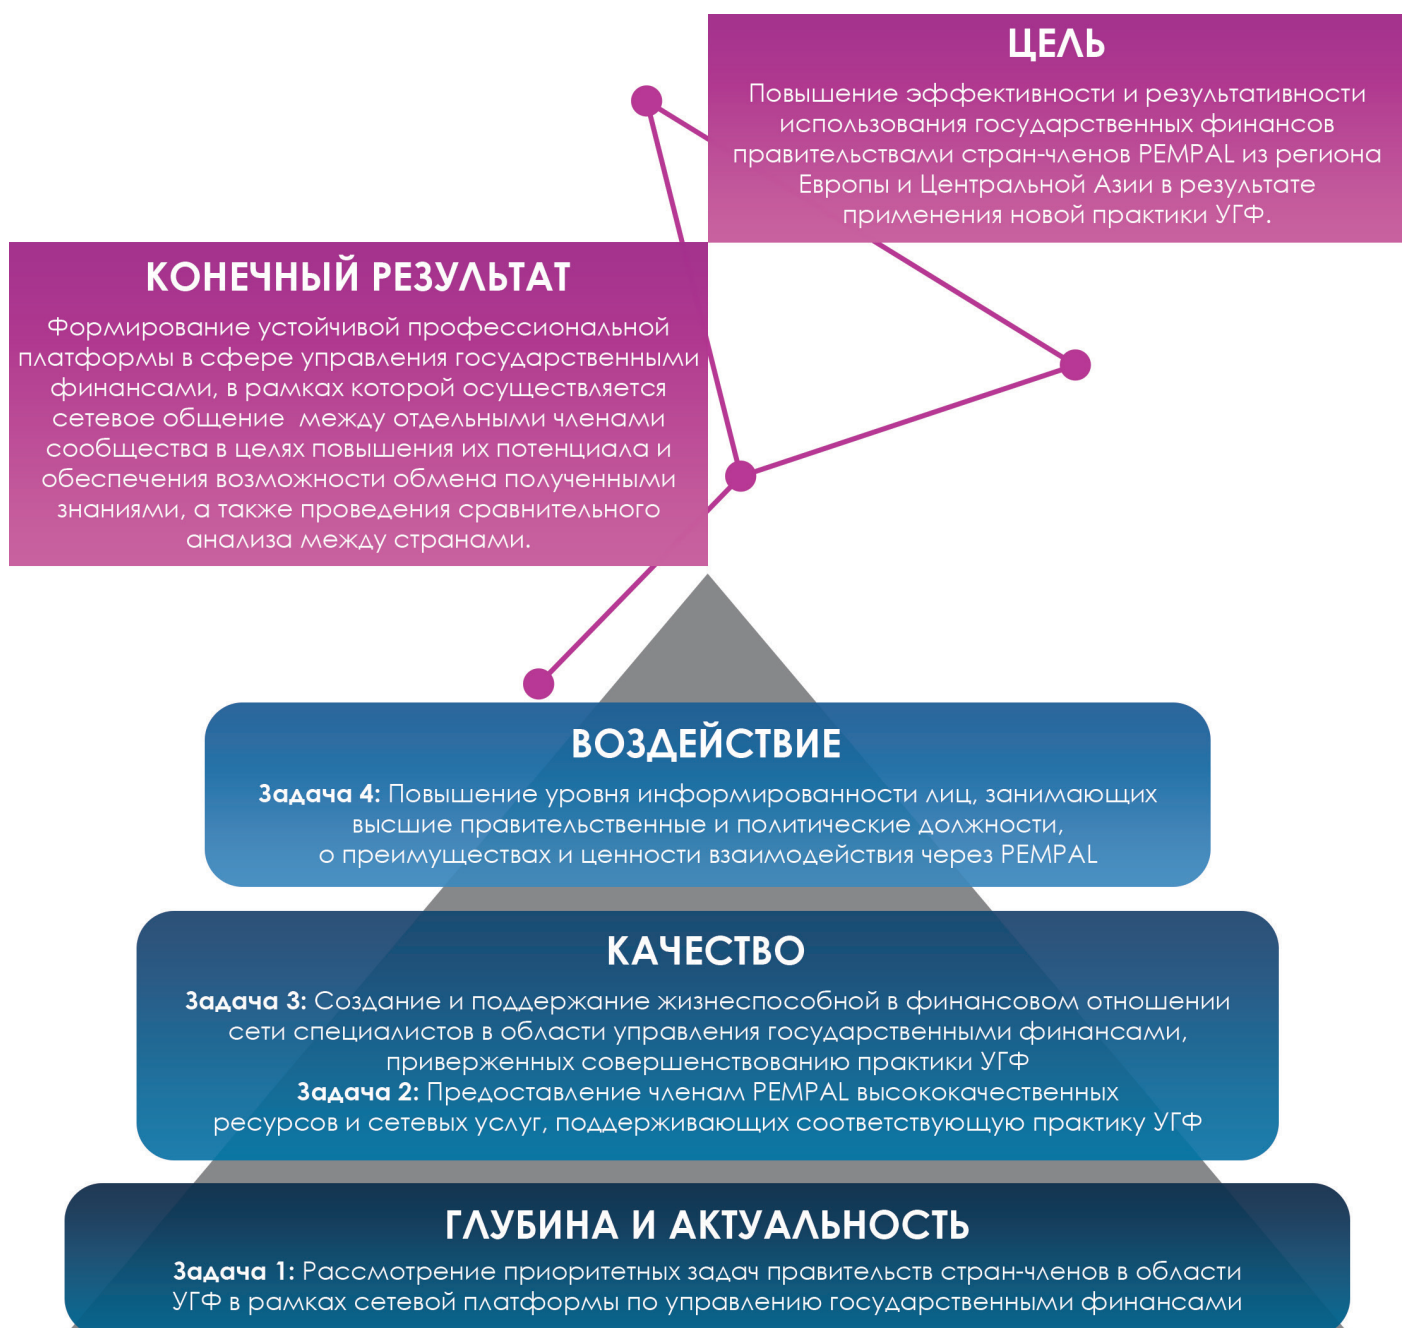 ЦЕЛЬ
Повышение эффективности и результативности
использования государственных финансов
правительствами стран-членов PEMPAL из региона
Европы и Центральной Азии в результате
применения новой практики УГФ.
КОНЕЧНЫЙ РЕЗУЛЬТАТ
Формирование устойчивой профессиональной
платформы в сфере управления государственными
финансами, в рамках которой осуществляется
сетевое общение между отдельными членами
сообщества в целях повышения их потенциала и
обеспечения возможности обмена полученными
знаниями, а также проведения сравнительного
анализа между странами.
ВОЗДЕЙСТВИЕ
Задача 4: Повышение уровня информированности лиц, занимающих
высшие правительственные и политические должности,
о преимуществах и ценности взаимодействия через PEMPAL
КАЧЕСТВО
Задача 3: Создание и поддержание жизнеспособной в финансовом отношении
сети специалистов в области управления государственными финансами,
приверженных совершенствованию практики УГФ
Задача 2: Предоставление членам PEMPAL высококачественных
ресурсов и сетевых услуг, поддерживающих соответствующую практику УГФ
ГЛУБИНА И АКТУАЛЬНОСТЬ
Задача 1: Рассмотрение приоритетных задач правительств стран-членов в области
УГФ в рамках сетевой платформы по управлению государственными финансами